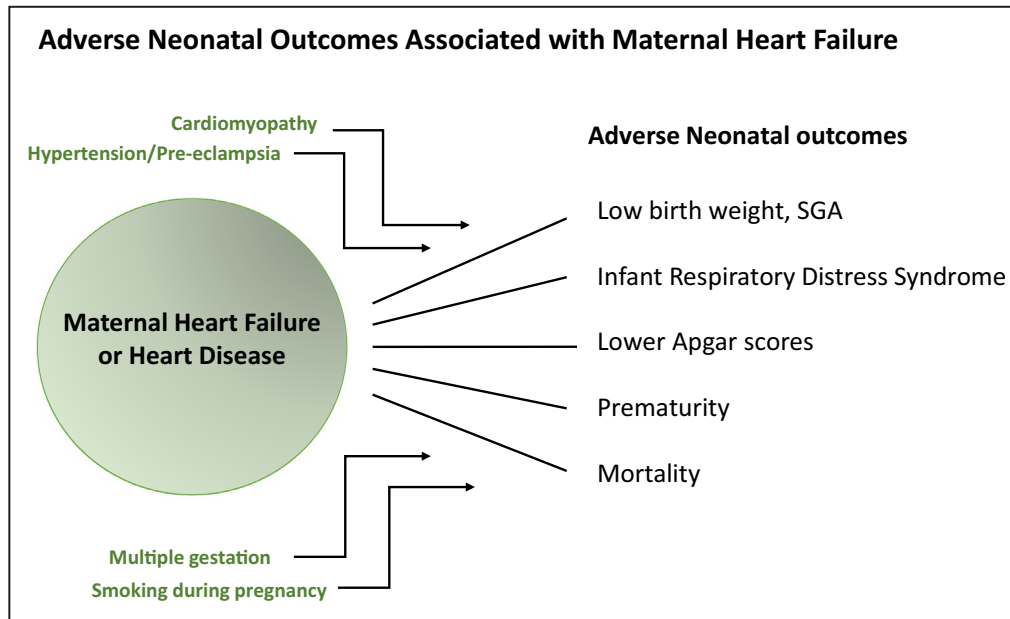 Adverse Neonatal Outcomes Associated with Maternal Heart Failure
Cardiomyopathy
Hypertension/Pre-eclampsia
Maternal Heart Failure
or Heart Disease
Multiple gestation
Smoking during pregnancy
Adverse Neonatal outcomes
Low birth weight, SGA
Infant Respiratory Distress Syndrome
Lower Apgar scores
Prematurity
Mortality